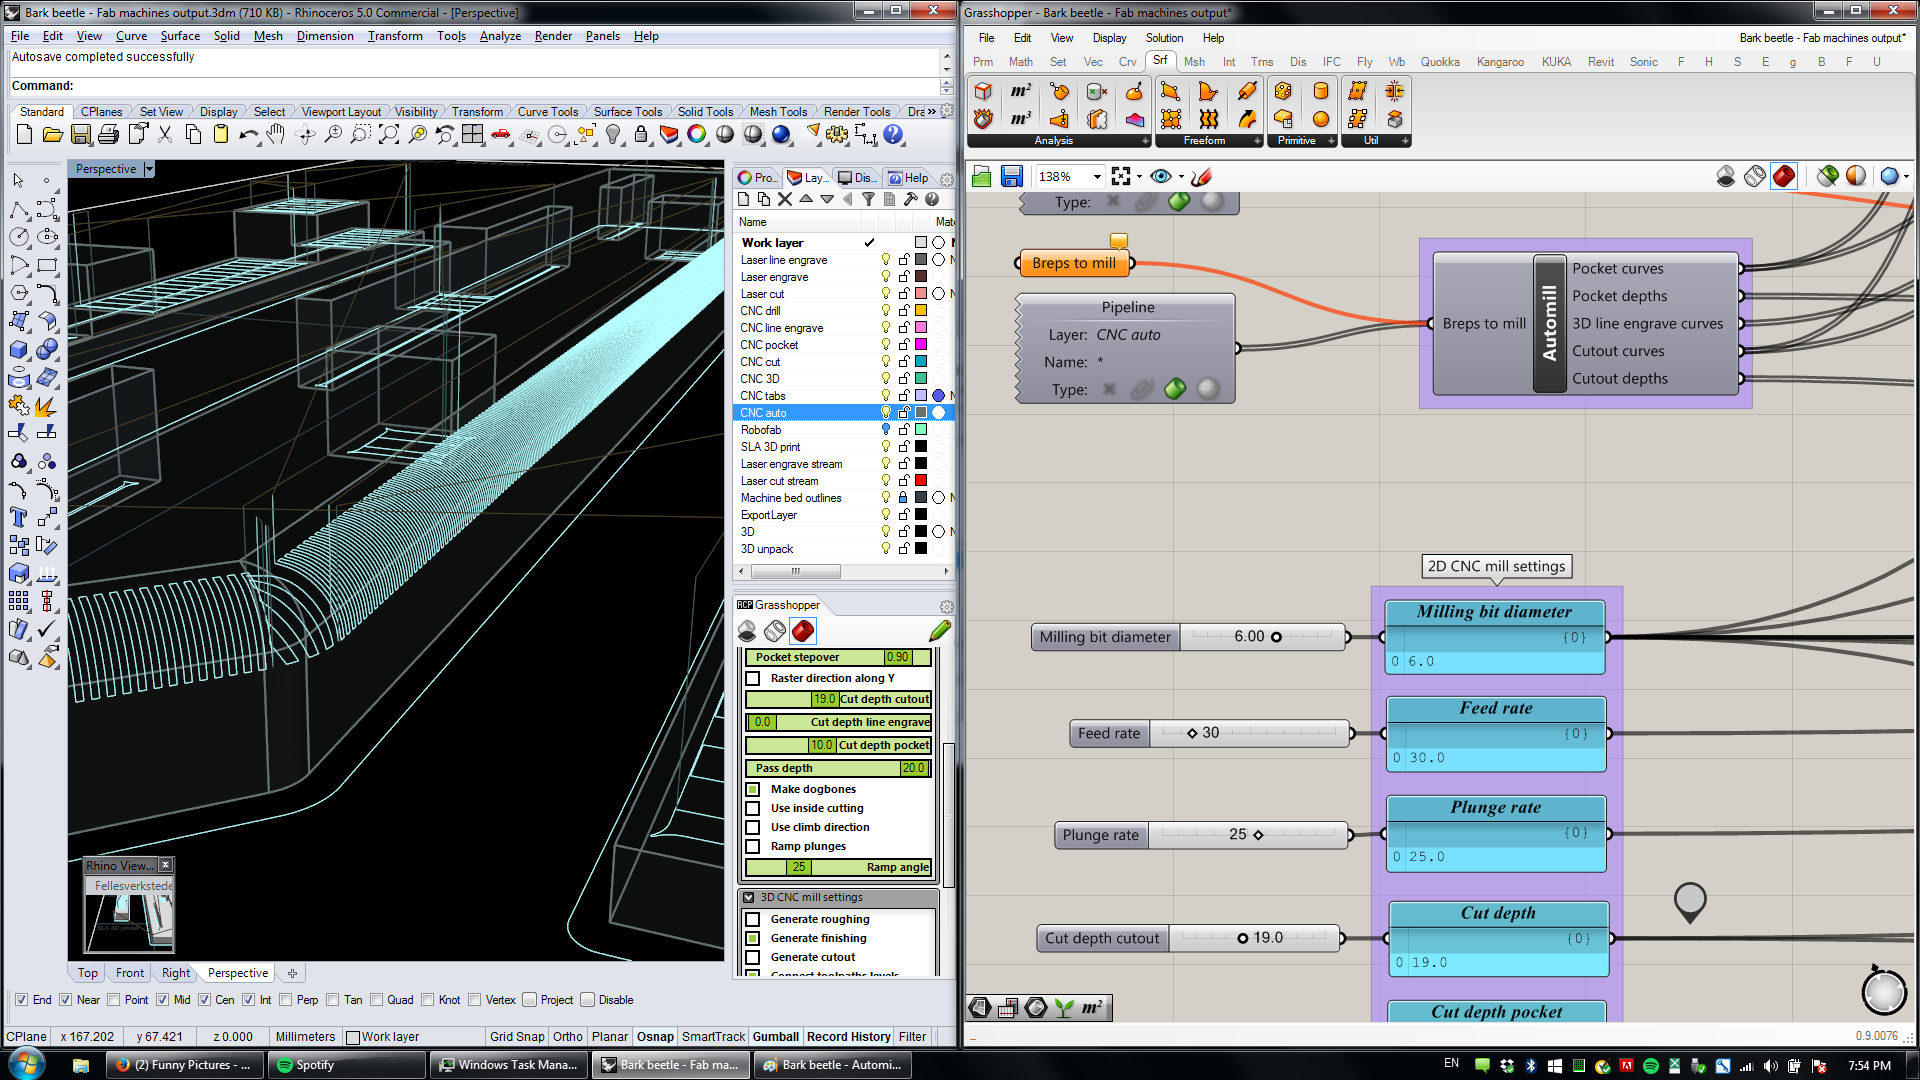 Bark beetle - Fab machines output.3dm (710 KB) - Rhinoceros 5.0 Commercial - [Perspective]
File Edit View Curve Surface Solid Mesh Dimension Transform Tools Analyze Render Panels Help
Autosave completed successfully
Command:
Standard CPlanes Set View Display Select Viewport Layout Visibility Transform Curve Tools Surface Tools Solid Tools Mesh Tools Render Tools Dra »
Perspective
Pro... Lay... Dis... Help
Name Mate
Work layer
Laser line engrave
Laser engrave
Laser cut
CNC drill
CNC line engrave
CNC pocket
CNC cut
CNC 3D
CNC tabs
CNC auto
Robofab
SLA 3D print
Laser engrave stream
Laser cut stream
Machine bed outlines
ExportLayer
3D
3D unpack
RCP Grasshopper
Pocket stepover 0.90
Raster direction along Y
19.0 Cut depth cutout
0.0 Cut depth line engrave
10.0 Cut depth pocket
Pass depth 20.0
Make dogbones
Use inside cutting
Use climb direction
Ramp plunges
25 Ramp angle
3D CNC mill settings
Generate roughing
Generate finishing
Generate cutout
Connect toolpaths levels
Rhino View...
Fellesverkstede
Top Front Right Perspective
End Near Point Mid Cen Int Perp Tan Quad Knot Vertex Project Disable
CPlane x 167.202 y 67.421 z 0.000 Millimeters Work layer Grid Snap Ortho Planar Osnap SmartTrack Gumball Record History Filter
Grasshopper - Bark beetle - Fab machines output*
File Edit View Display Solution Help
Bark beetle - Fab machines output*
Prm Math Set Vec Crv Srf Msh Int Trns Dis IFC Fly Wb Quokka Kangaroo KUKA Revit Sonic F H S E g B F U
m²
m³
Analysis Freeform Primitive Util
138%
Type:
Breps to mill
Pipeline
Layer: CNC auto
Name: *
Type:
Breps to mill
Automill
Pocket curves
Pocket depths
3D line engrave curves
Cutout curves
Cutout depths
2D CNC mill settings
Milling bit diameter 6.00
Milling bit diameter
{0}
0 6.0
Feed rate 30
Feed rate
{0}
0 30.0
Plunge rate 25
Plunge rate
{0}
0 25.0
Cut depth cutout 19.0
Cut depth
{0}
0 19.0
Cut depth pocket
m²
0.9.0076
(2) Funny Pictures - ...
Spotify
Windows Task Mana...
Bark beetle - Fab ma...
Bark beetle - Automi...
EN
7:54 PM